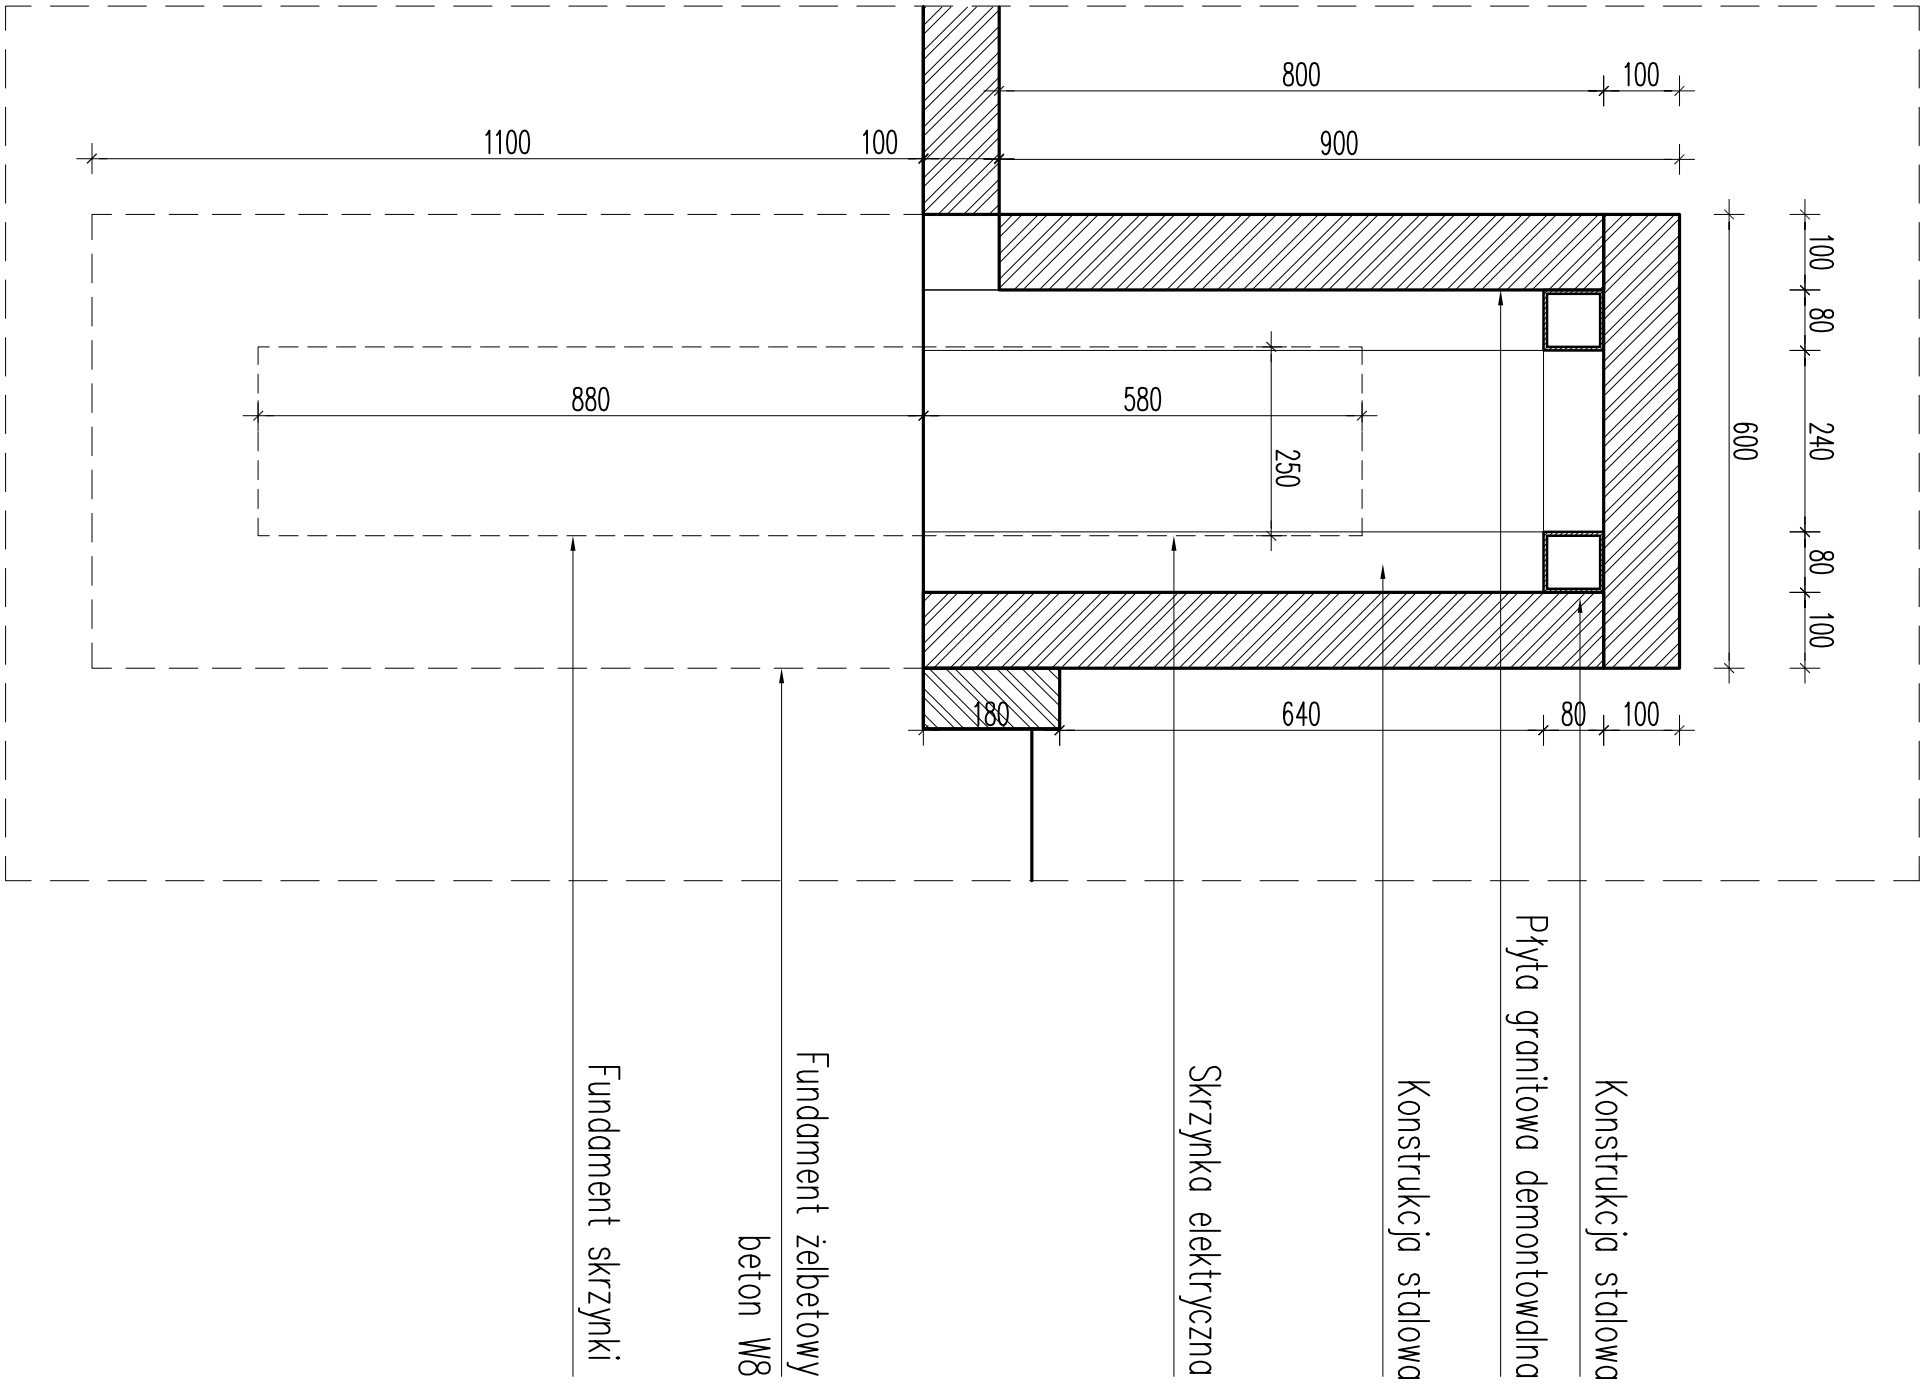 800
100
1100
100
900
100
80
240
80
100
600
880
580
250
180
640
80
100
Konstrukcja stalowa
Płyta granitowa demontowalna
Konstrukcja stalowa
Skrzynka elektryczna
Fundament żelbetowy
beton W8
Fundament skrzynki